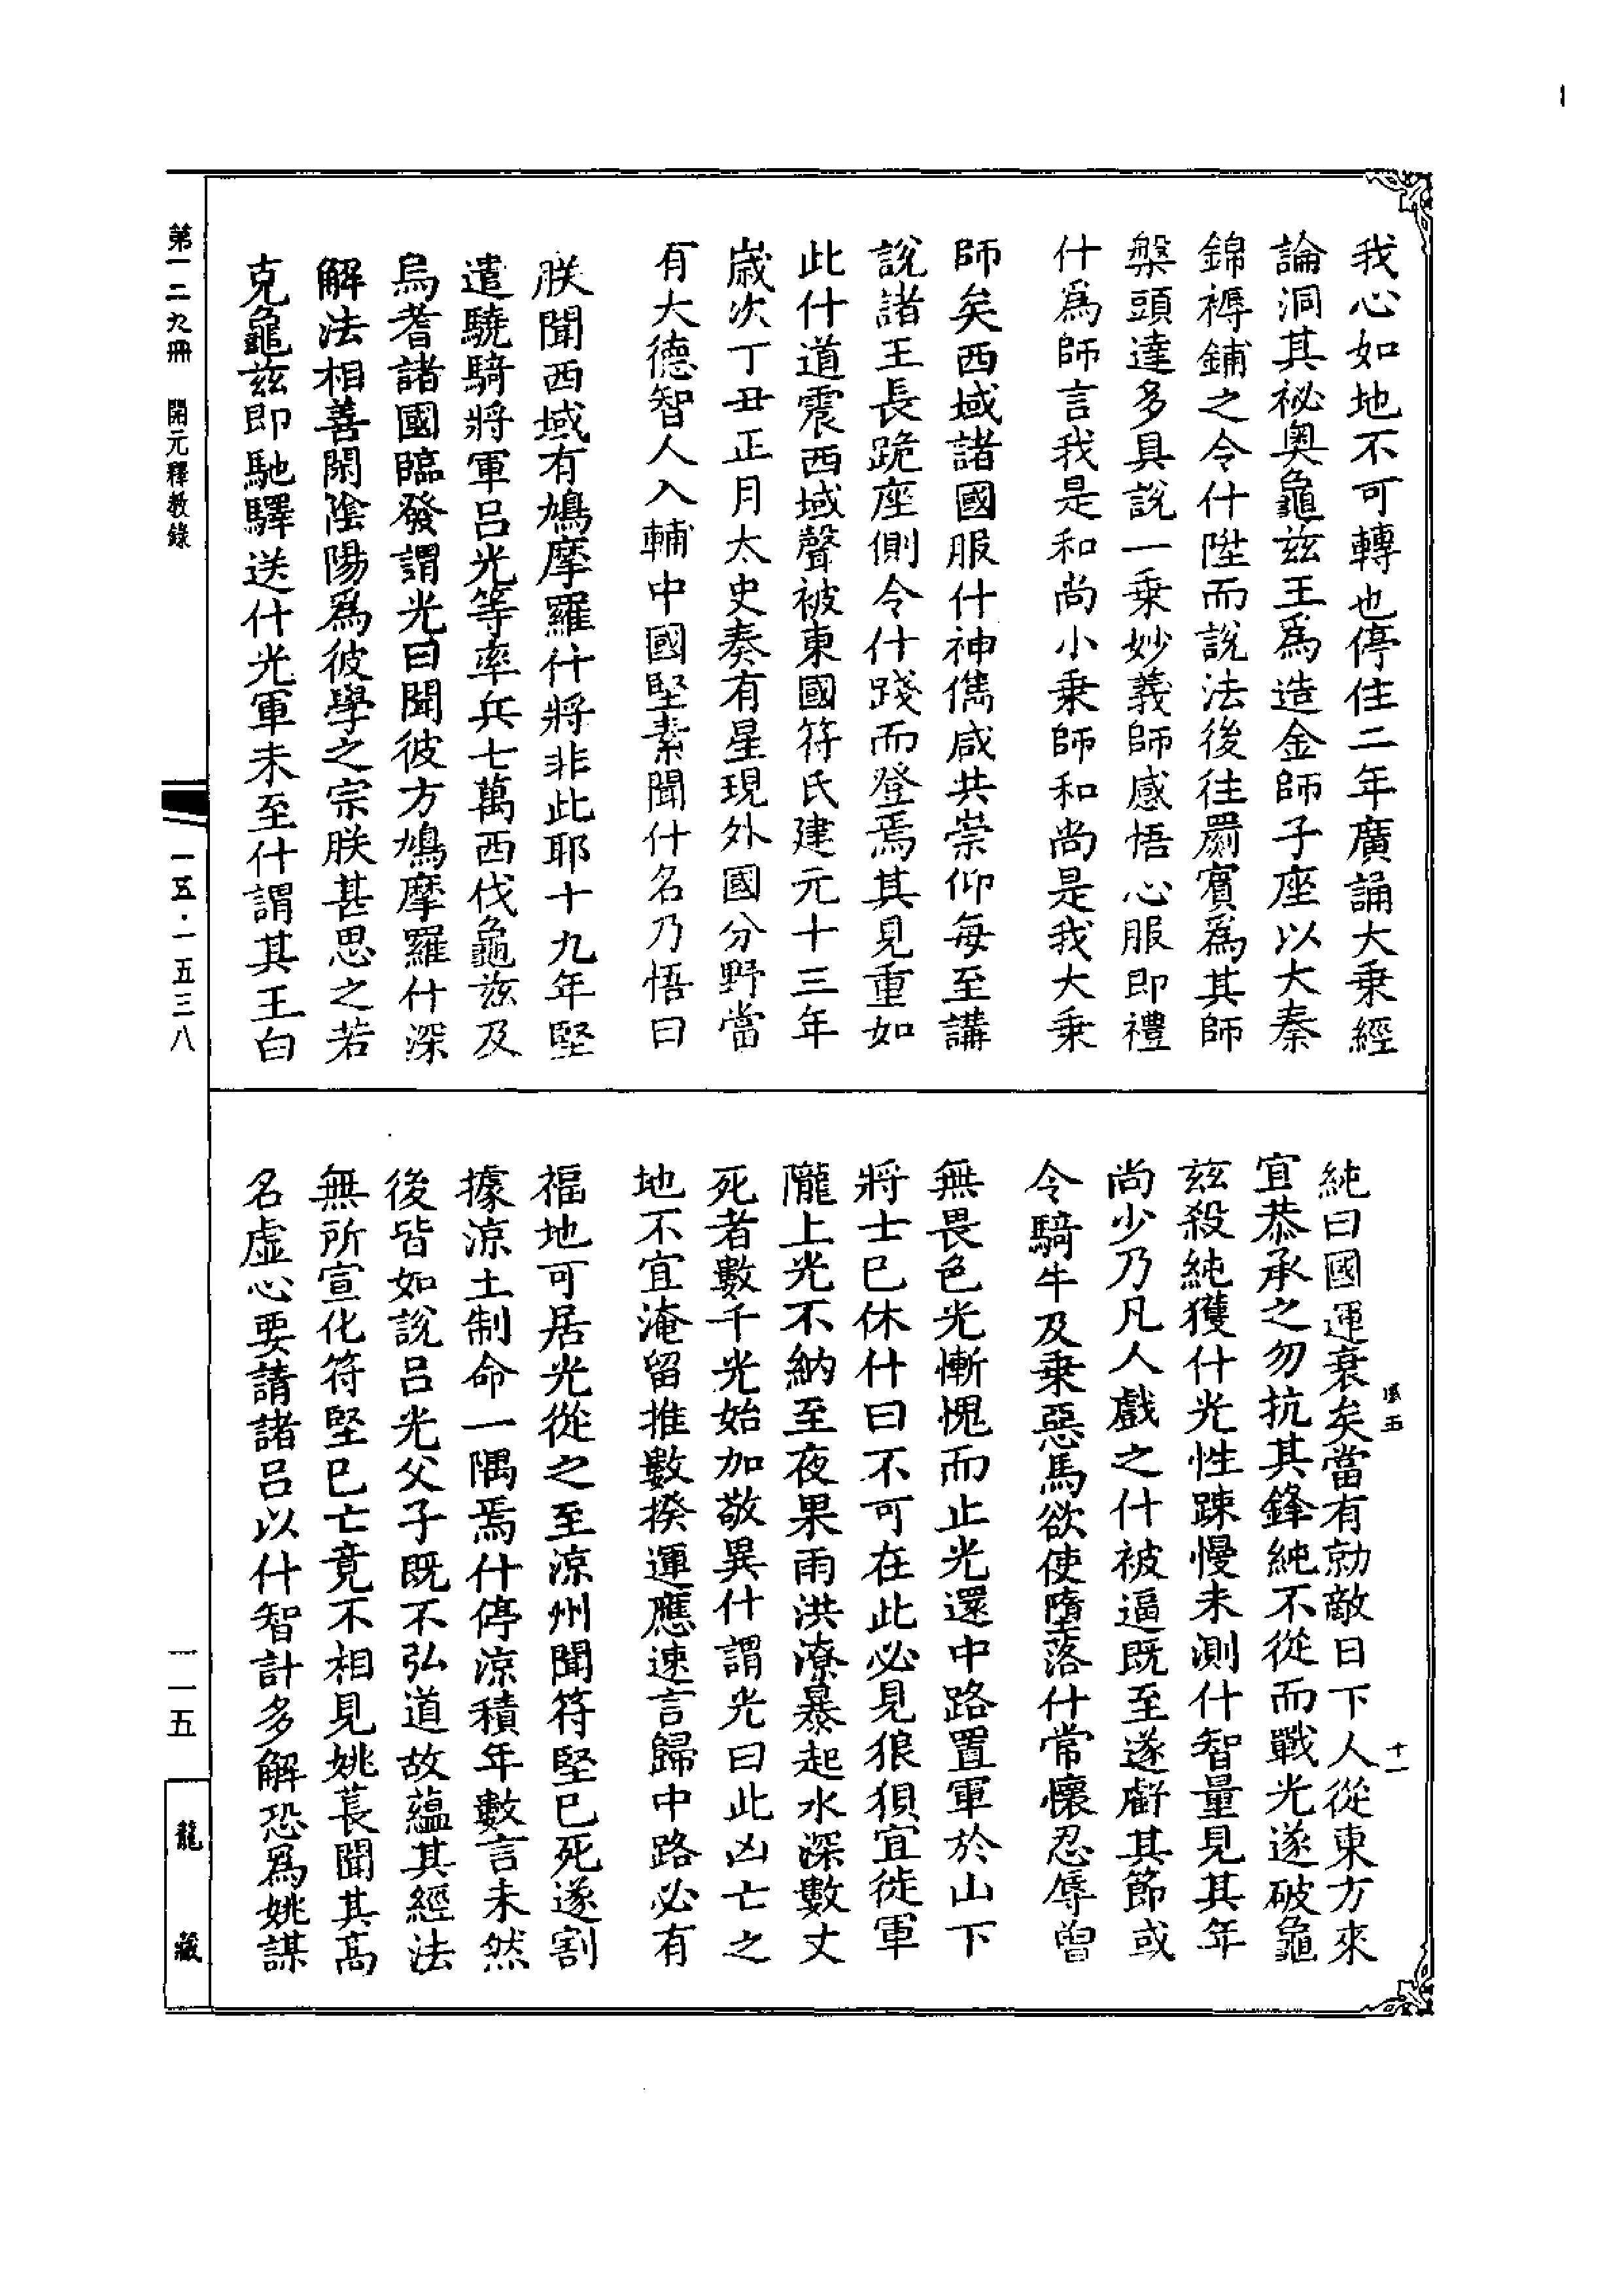 我心如地不可轉也停住二年廣誦大乗經
論洞其祕奥龜兹王爲造金師子座以大秦
錦褥鋪之令什陞而説法後往罽賓爲其師
槃頭達多具説一乗妙義師感悟心服即禮
什爲師言我是和尚小乗師和尚是我大乗
師矣西域諸國服什神儁咸共崇仰每至講
說諸王長跪座側令什踐而登焉其見重如
此什道震西域聲被東國符氏建元十三年
歲次丁丑正月太史奏有星現外國分野當
有大德智人入輔中國堅素聞什名乃悟曰
朕聞西域有鳩摩羅什將非此耶十九年堅
遣驍騎將軍呂光等率兵七萬西伐龜兹及
烏耆諸國臨發謂光曰聞彼方鳩摩羅什深
解法相善閑陰陽爲彼學之宗朕甚思之若
克龜兹即馳驛送什光軍未至什謂其王白
純曰國運衰矣當有勍敵日下人從東方來
宜恭承之勿抗其鋒純不從而戰光遂破龜
兹殺純獲什光性踈慢未測什智量見其年
尚少乃凡人戲之什被逼既至遂虧其節或
令騎牛及乗惡馬欲使墮落什常懷忍辱曾
無畏色光慚愧而止光還中路置軍於山下
將士已休什曰不可在此必見狼狽宜徙軍
隴上光不納至夜果雨洪潦暴起水深數丈
死者數千光始加敬異什謂光曰此凶亡之
地不宜淹留推數揆運應速言歸中路必有
福地可居光從之至凉州聞符堅已死遂割
據凉土制命一隅焉什停凉積年數言未然
後皆如說呂光父子既不弘道故蘊其經法
無所宣化符堅已亡竟不相見姚萇聞其高
名虛心要請諸呂以什智計多解恐爲姚謀
第一二九冊 開元釋教錄
一五·一五三八
一一五
龍藏
十一